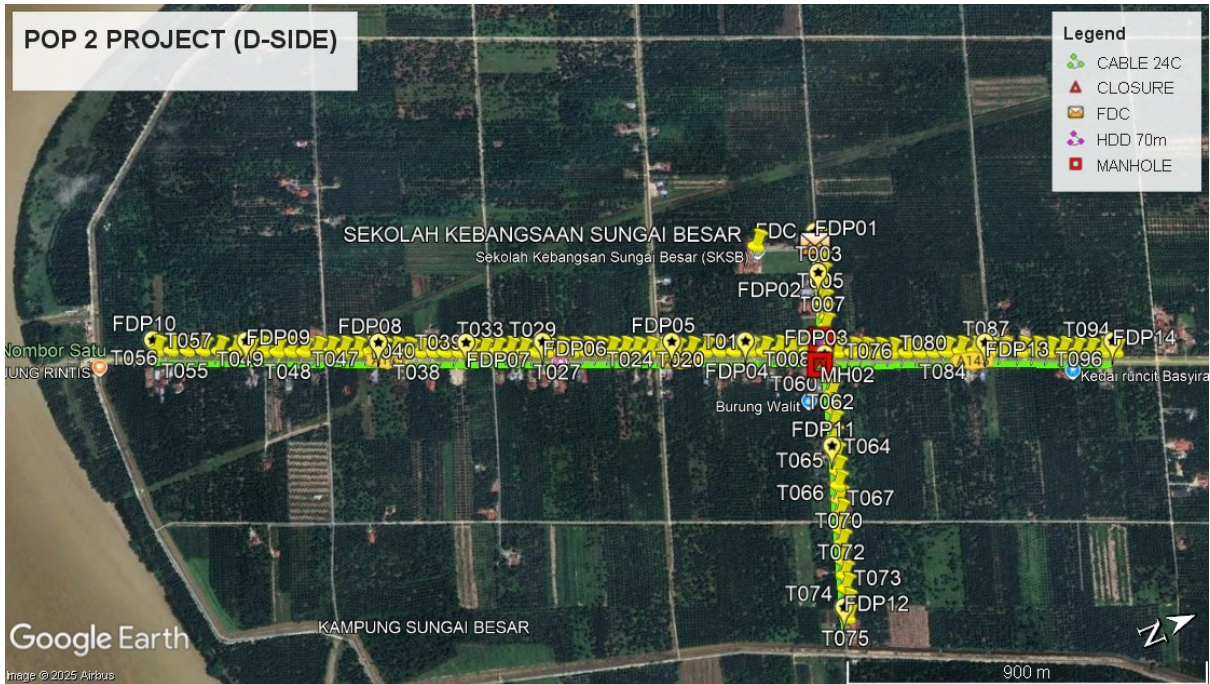 POP 2 PROJECT (D-SIDE)
Legend
CABLE 24C
CLOSURE
FDC
HDD 70m
MANHOLE
SEKOLAH KEBANGSAAN SUNGAI BESAR
FDC
FDP01
Sekolah Kebangsan Sungai Besar (SKSB)
T003
T005
FDP02
T007
FDP10
T057
FDP09
FDP08
T039
T033
T029
FDP05
FDP03
T087
T094
FDP14
Nombor Satu
T056
T049
T047
T040
FDP07
FDP06
T024
T020
T008
T076
T080
FDP13
T096
JUNG RINTIS
T055
T048
T038
T027
FDP04
T060
MH02
T084
A14
Kedai runcit Basyira
Burung Walit
T062
FDP11
T064
T065
T066
T067
T070
T072
T073
T074
FDP12
T075
KAMPUNG SUNGAI BESAR
Google Earth
Image © 2025 Airbus
900 m